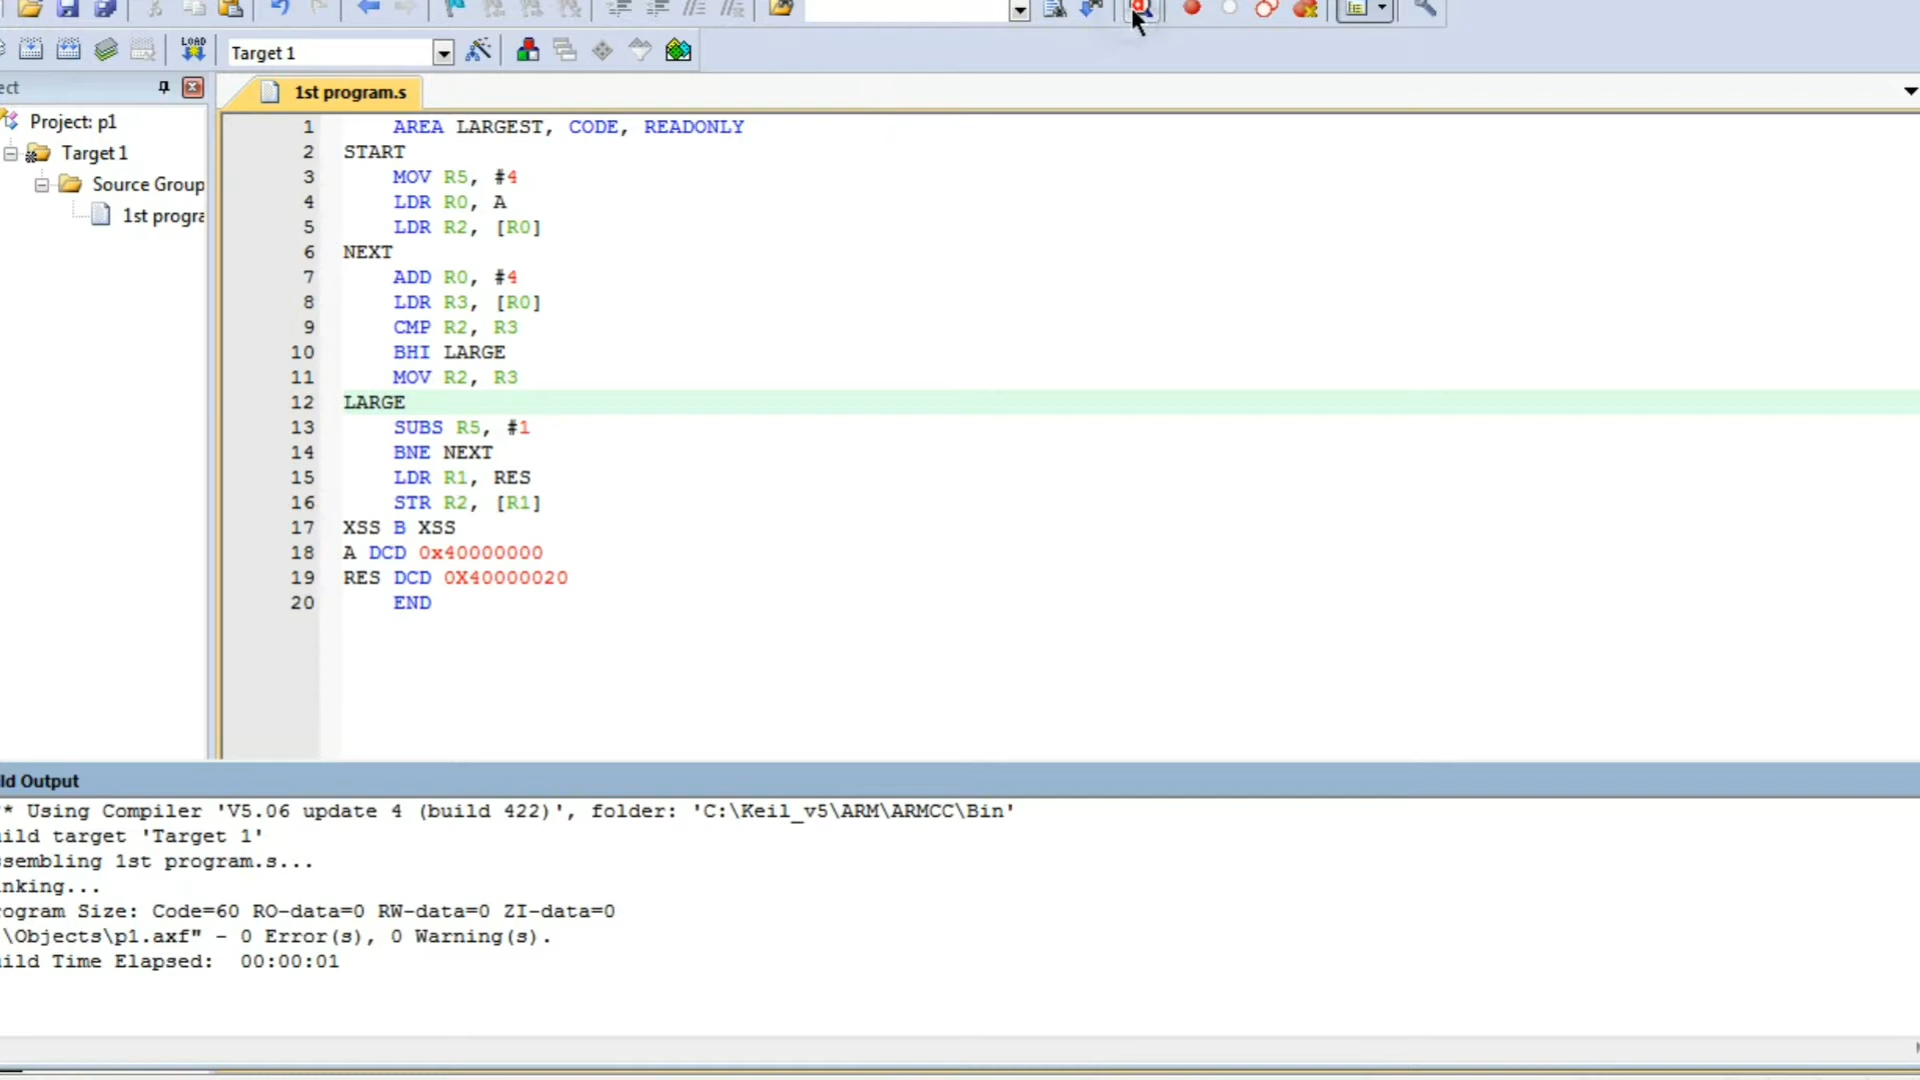 LOAD
Target 1
ect
1st program.s
Project: p1
Target 1
Source Group
1st progra
1 AREA LARGEST, CODE, READONLY
2 START
3 MOV R5, #4
4 LDR R0, A
5 LDR R2, [R0]
6 NEXT
7 ADD R0, #4
8 LDR R3, [R0]
9 CMP R2, R3
10 BHI LARGE
11 MOV R2, R3
12 LARGE
13 SUBS R5, #1
14 BNE NEXT
15 LDR R1, RES
16 STR R2, [R1]
17 XSS B XSS
18 A DCD 0x40000000
19 RES DCD 0X40000020
20 END
ld Output
* Using Compiler 'V5.06 update 4 (build 422)', folder: 'C:\Keil_v5\ARM\ARMCC\Bin'
ild target 'Target 1'
ssembling 1st program.s...
nking...
ogram Size: Code=60 RO-data=0 RW-data=0 ZI-data=0
\Objects\p1.axf" - 0 Error(s), 0 Warning(s).
ild Time Elapsed: 00:00:01